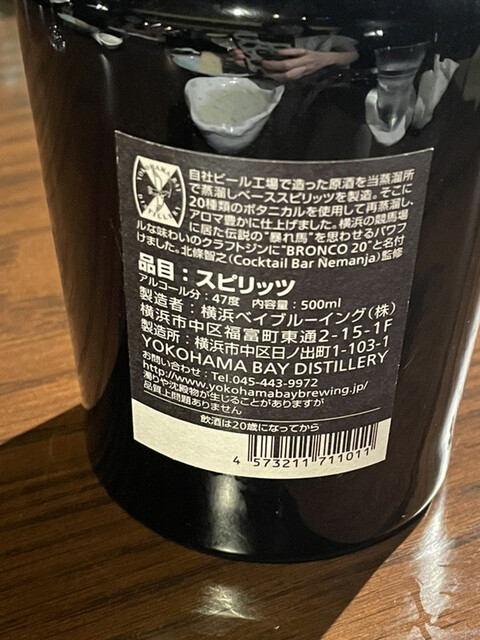 YOKOHAMA BAY
DISTILLERY
自社ビール工場で造った原酒を当蒸溜所
で蒸溜しベーススピリッツを製造。そこに
20種類のボタニカルを使用して再蒸溜し、
アロマ豊かに仕上げました。横浜の競馬場
に居た伝説の"暴れ馬"を思わせるパワフ
ルな味わいのクラフトジンに"BRONCO 20"と名付
けました。北條智之(Cocktail Bar Nemanja)監修
品目：スピリッツ
アルコール分：47度 内容量：500ml
製造者：横浜ベイブルーイング(株)
横浜市中区福富町東通2-15-1F
製造所：横浜市中区日ノ出町1-103-1
YOKOHAMA BAY DISTILLERY
お問い合わせ：Tel.045-443-9972
http://www.yokohamabaybrewing.jp/
濁りや沈殿物が生じることがありますが
品質上問題ありません
飲酒は20歳になってから
4 573211 711011